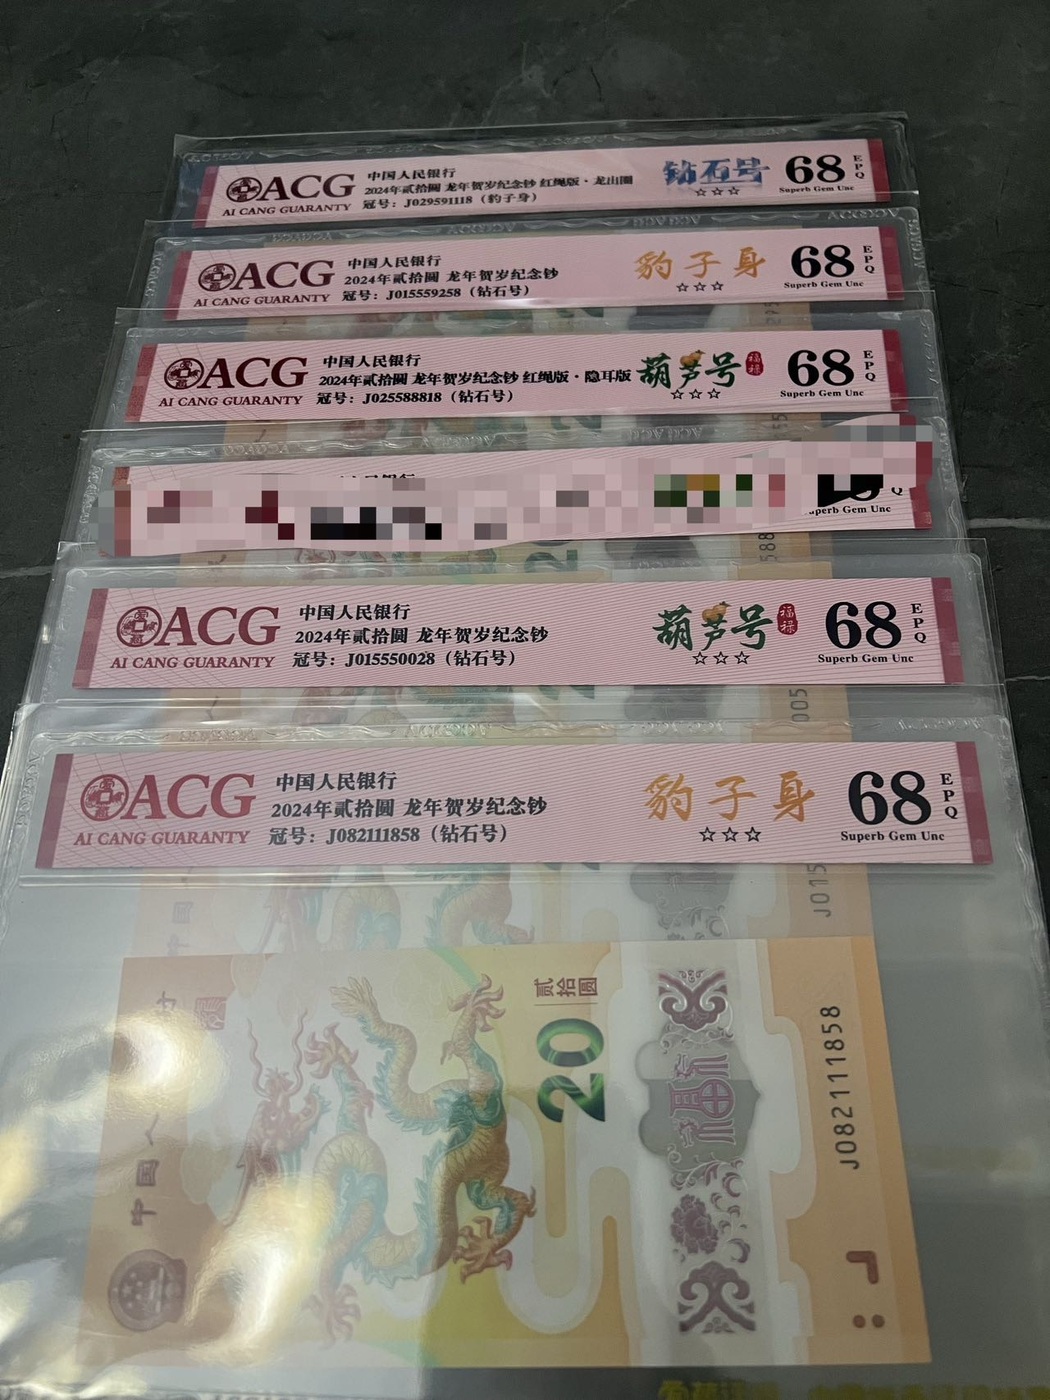 ACG
AI CANG GUARANTY
中国人民银行
2024年贰拾圆 龙年贺岁纪念钞 红绳版·龙山圈
冠号：J029591118（豹子身）
钻石号
☆☆☆
68
EPQ
Superb Gem Unc
ACG
AI CANG GUARANTY
中国人民银行
2024年贰拾圆 龙年贺岁纪念钞
冠号：J015559258（钻石号）
豹子身
☆☆☆
68
EPQ
Superb Gem Unc
ACG
AI CANG GUARANTY
中国人民银行
2024年贰拾圆 龙年贺岁纪念钞 红绳版·隐耳版
冠号：J025588818（钻石号）
葫芦号
福禄
☆☆☆
68
EPQ
Superb Gem Unc
Gem Unc
ACG
AI CANG GUARANTY
中国人民银行
2024年贰拾圆 龙年贺岁纪念钞
冠号：J015550028（钻石号）
葫芦号
福禄
☆☆☆
68
EPQ
Superb Gem Unc
ACG
AI CANG GUARANTY
中国人民银行
2024年贰拾圆 龙年贺岁纪念钞
冠号：J082111858（钻石号）
豹子身
☆☆☆
68
EPQ
Superb Gem Unc
J015
中国人
贰拾圆
20
福
J082111858